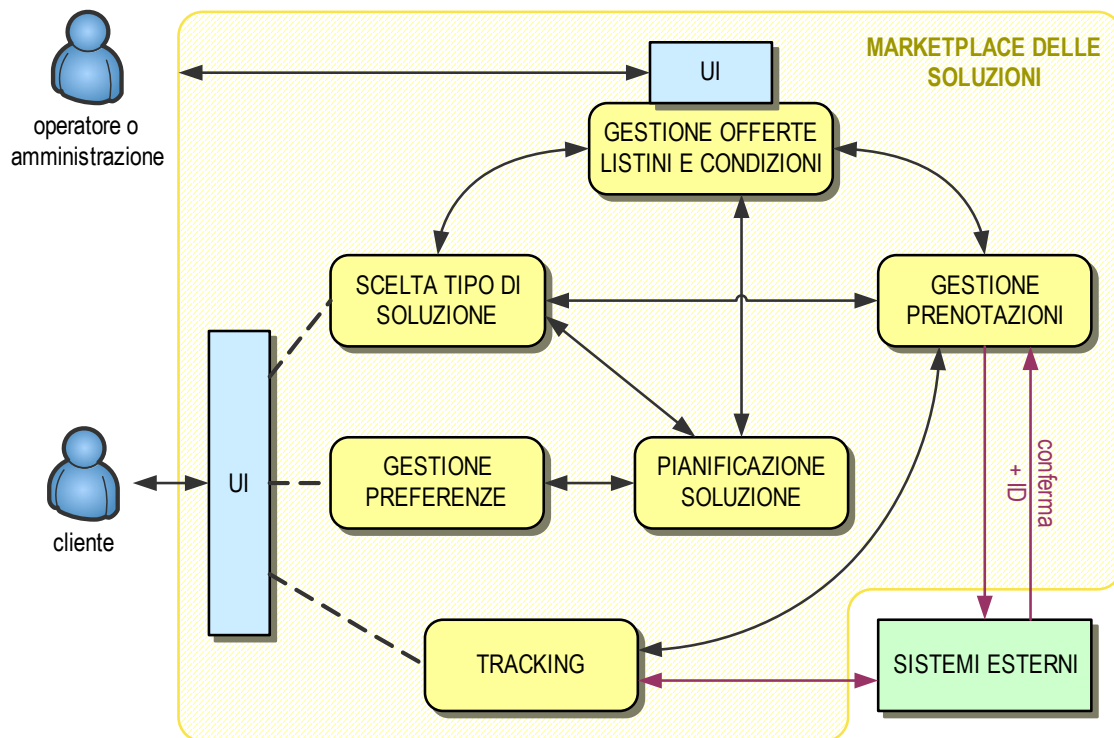 MARKETPLACE DELLE
SOLUZIONI
UI
operatore o
amministrazione
GESTIONE OFFERTE
LISTINI E CONDIZIONI
SCELTA TIPO DI
SOLUZIONE
GESTIONE
PRENOTAZIONI
UI
GESTIONE
PREFERENZE
PIANIFICAZIONE
SOLUZIONE
conferma
+ ID
cliente
TRACKING
SISTEMI ESTERNI